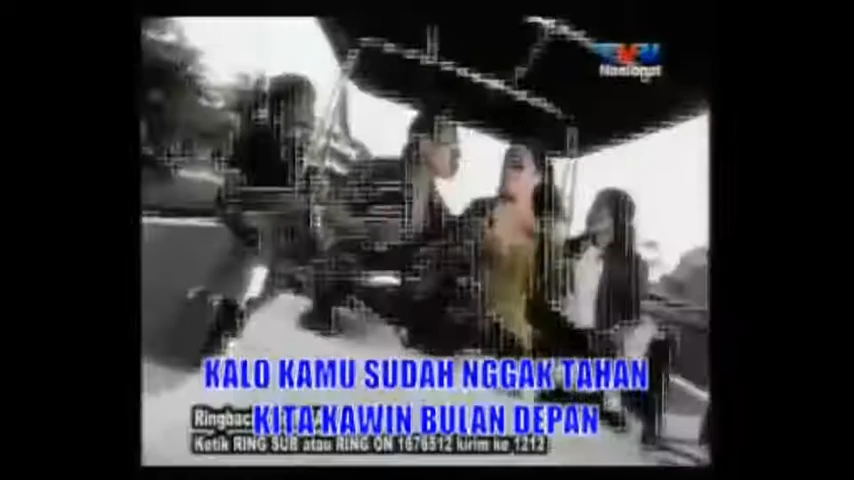 Nasional
KALO KAMU SUDAH NGGAK TAHAN
KITA KAWIN BULAN DEPAN
Ketik RING SUB atau RING ON 1676512 kirim ke 1212